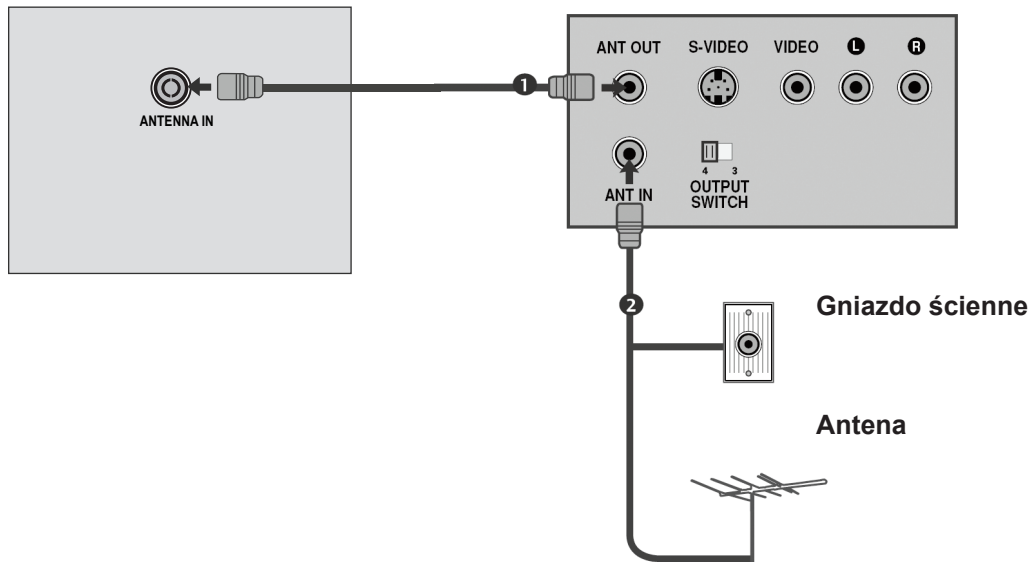 ANTENNA IN
1
ANT OUT S-VIDEO VIDEO L R
4 3
ANT IN
OUTPUT
SWITCH
2
Gniazdo ścienne
Antena